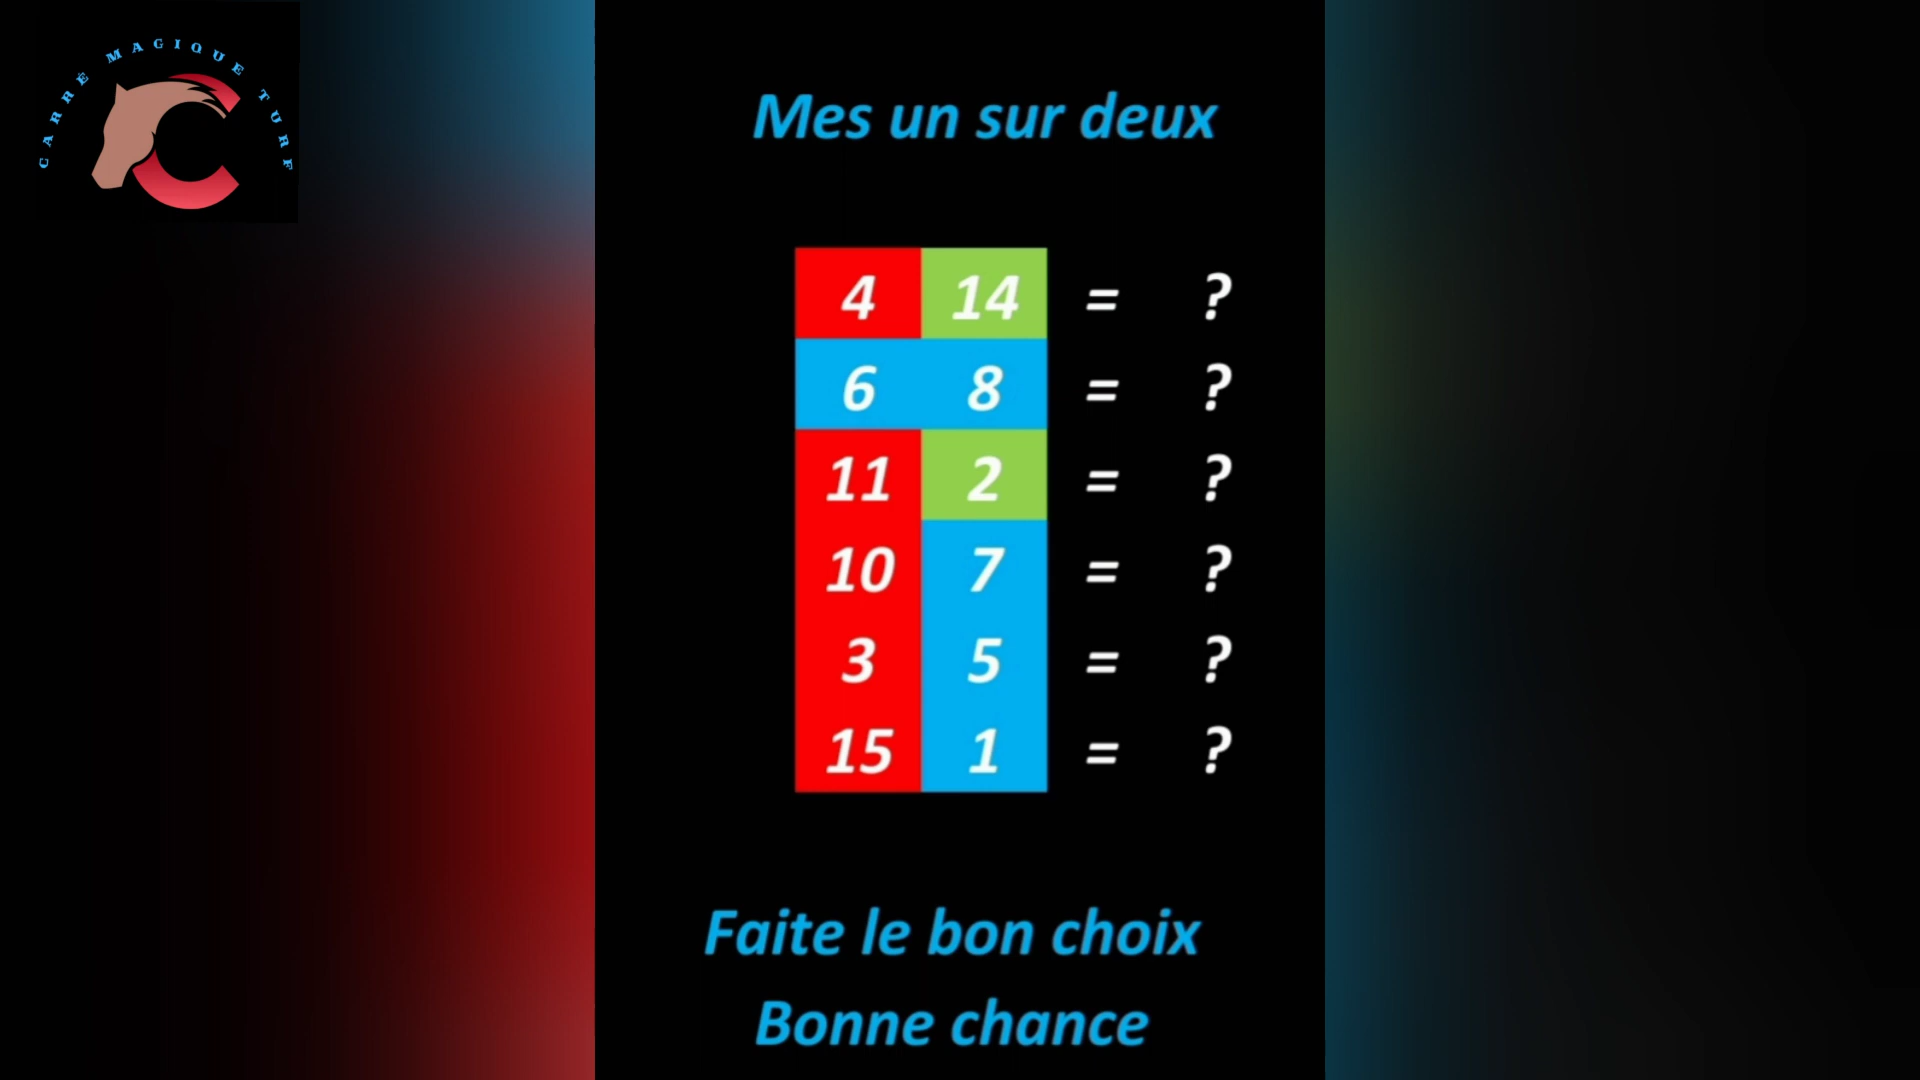 CARRÉ MAGIQUE TURF
Mes un sur deux
4 14 = ?
6 8 = ?
11 2 = ?
10 7 = ?
3 5 = ?
15 1 = ?
Faite le bon choix
Bonne chance